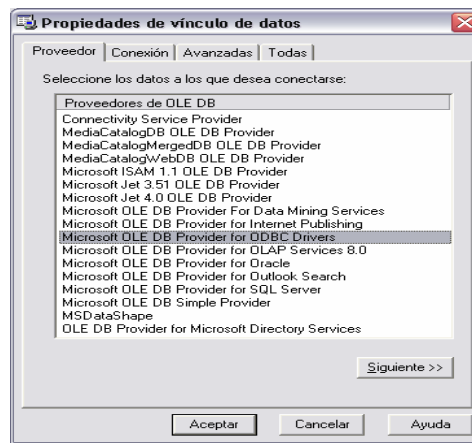 Propiedades de vínculo de datos
Proveedor Conexión Avanzadas Todas
Seleccione los datos a los que desea conectarse:
Proveedores de OLE DB
Connectivity Service Provider
MediaCatalogDB OLE DB Provider
MediaCatalogMergedDB OLE DB Provider
MediaCatalogWebDB OLE DB Provider
Microsoft ISAM 1.1 OLE DB Provider
Microsoft Jet 3.51 OLE DB Provider
Microsoft Jet 4.0 OLE DB Provider
Microsoft OLE DB Provider For Data Mining Services
Microsoft OLE DB Provider for Internet Publishing
Microsoft OLE DB Provider for ODBC Drivers
Microsoft OLE DB Provider for OLAP Services 8.0
Microsoft OLE DB Provider for Oracle
Microsoft OLE DB Provider for Outlook Search
Microsoft OLE DB Provider for SQL Server
Microsoft OLE DB Simple Provider
MSDataShape
OLE DB Provider for Microsoft Directory Services
Siguiente >>
Aceptar Cancelar Ayuda